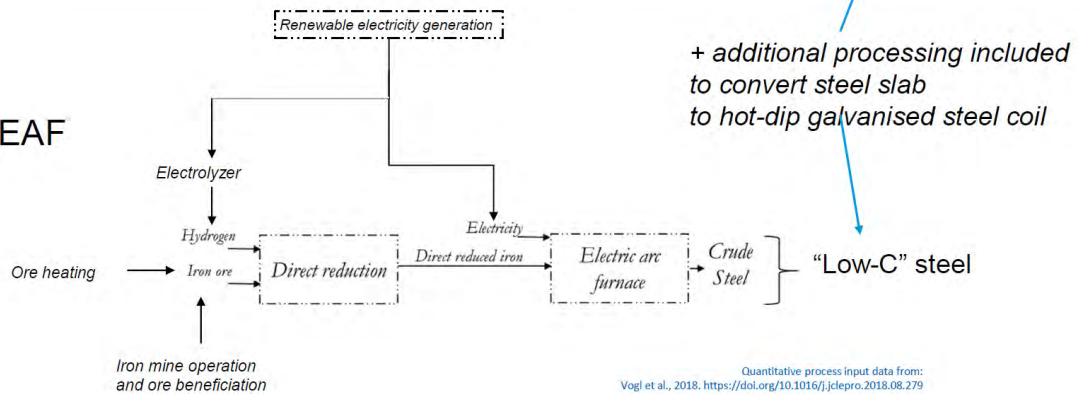 Renewable electricity generation
+ additional processing included
to convert steel slab
to hot-dip galvanised steel coil
EAF
Electrolyzer
Hydrogen
Electricity
Ore heating
Iron ore
Direct reduction
Direct reduced iron
Electric arc
furnace
Crude
Steel
“Low-C” steel
Iron mine operation
and ore beneficiation
Quantitative process input data from:
Vogl et al., 2018. https://doi.org/10.1016/j.jclepro.2018.08.279